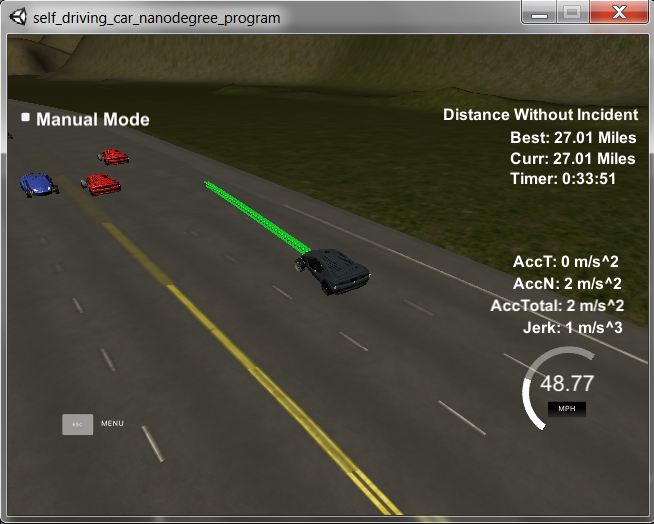 self_driving_car_nanodegree_program
Manual Mode
Distance Without Incident
Best: 27.01 Miles
Curr: 27.01 Miles
Timer: 0:33:51
AccT: 0 m/s^2
AccN: 2 m/s^2
AccTotal: 2 m/s^2
Jerk: 1 m/s^3
48.77
MPH
ESC MENU